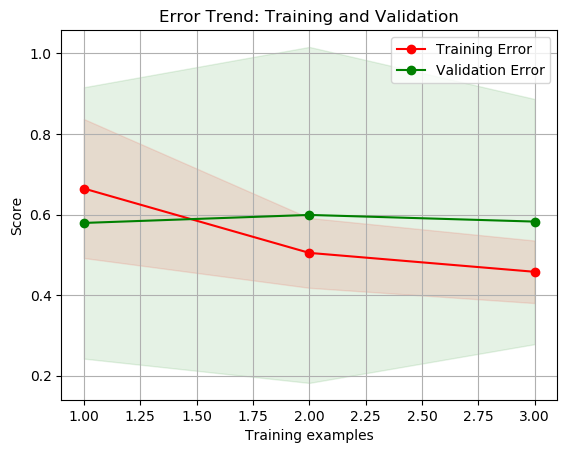 Error Trend: Training and Validation
Training Error
Validation Error
Score
1.0
0.8
0.6
0.4
0.2
1.00 1.25 1.50 1.75 2.00 2.25 2.50 2.75 3.00
Training examples